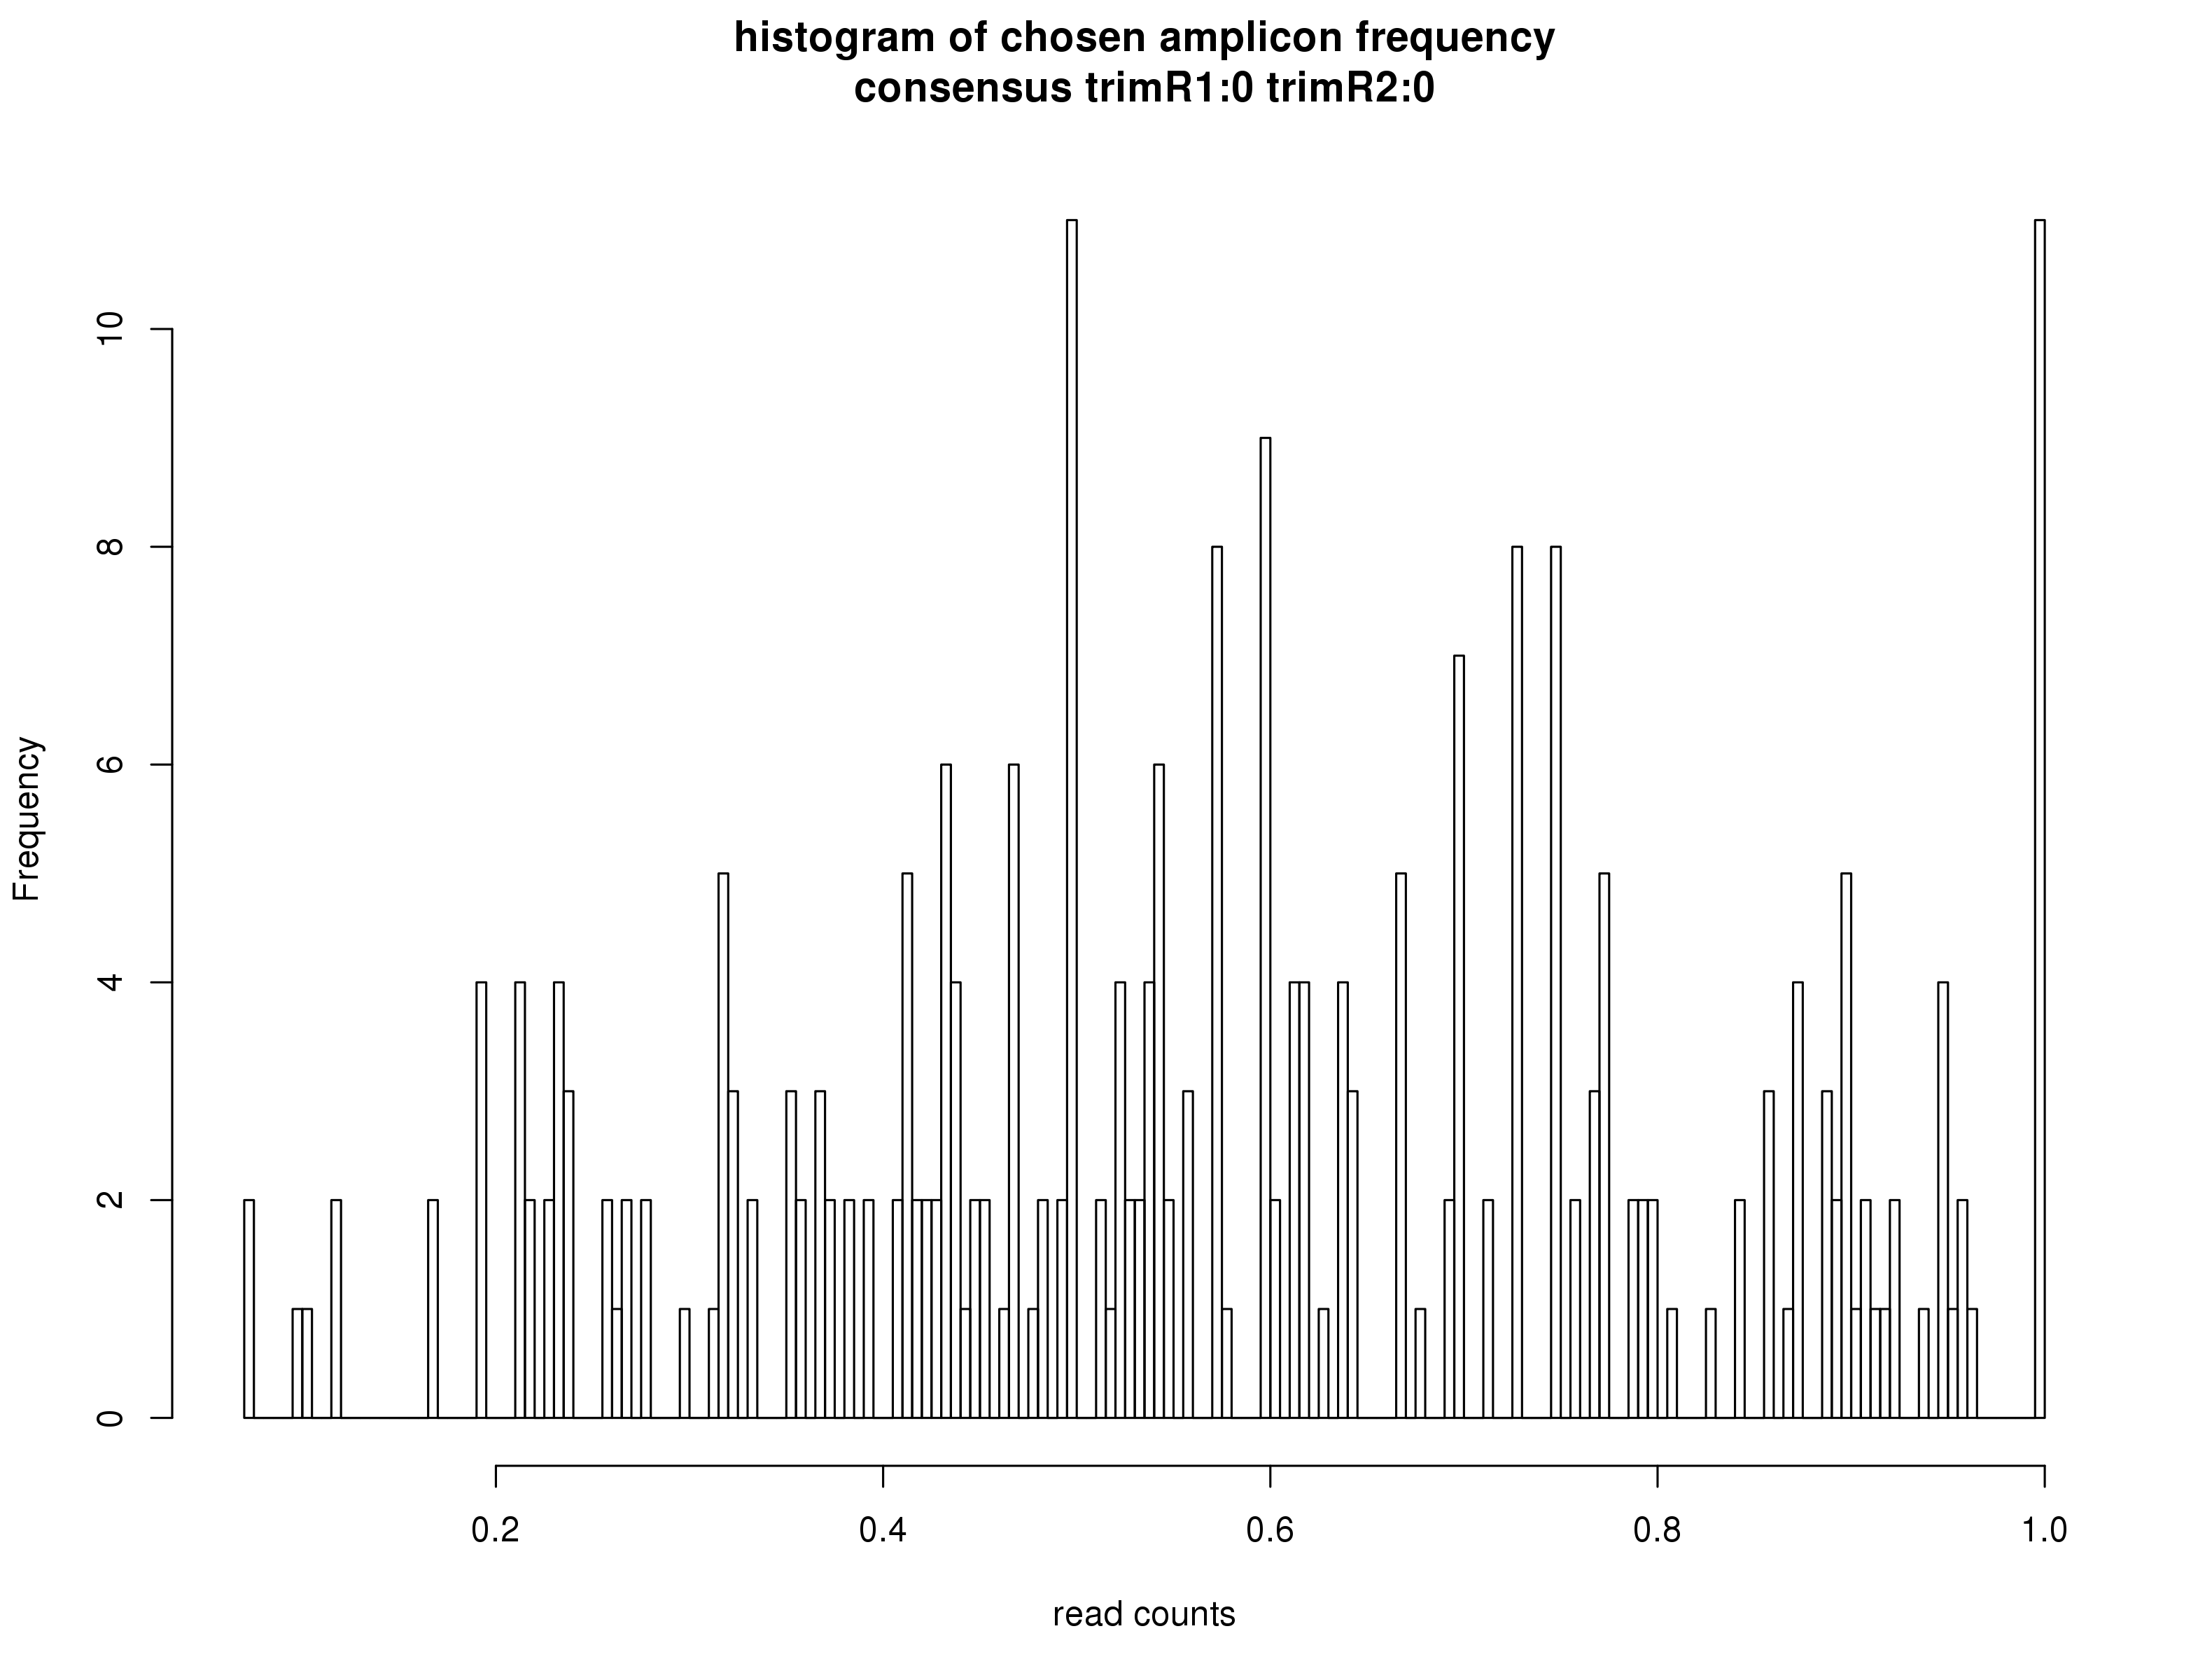 histogram of chosen amplicon frequency
consensus trimR1:0 trimR2:0
Frequency
10
8
6
4
2
0
0.2 0.4 0.6 0.8 1.0
read counts